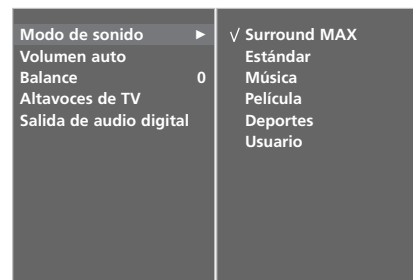 Modo de sonido ►
Volumen auto
Balance 0
Altavoces de TV
Salida de audio digital
√ Surround MAX
Estándar
Música
Película
Deportes
Usuario